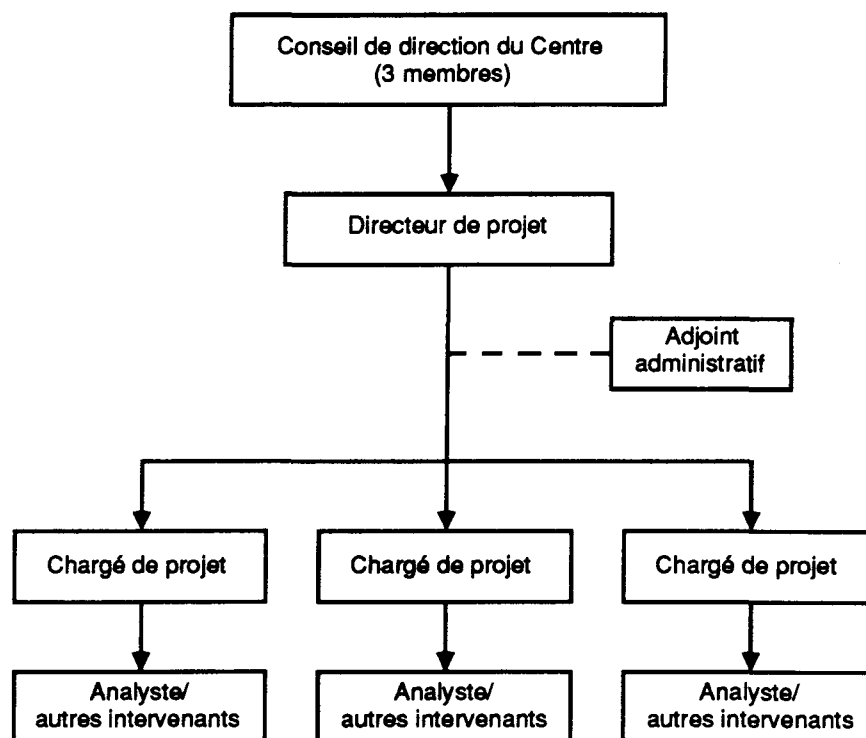 Conseil de direction du Centre
(3 membres)
Directeur de projet
Adjoint
administratif
Chargé de projet
Chargé de projet
Chargé de projet
Analyste/
autres intervenants
Analyste/
autres intervenants
Analyste/
autres intervenants